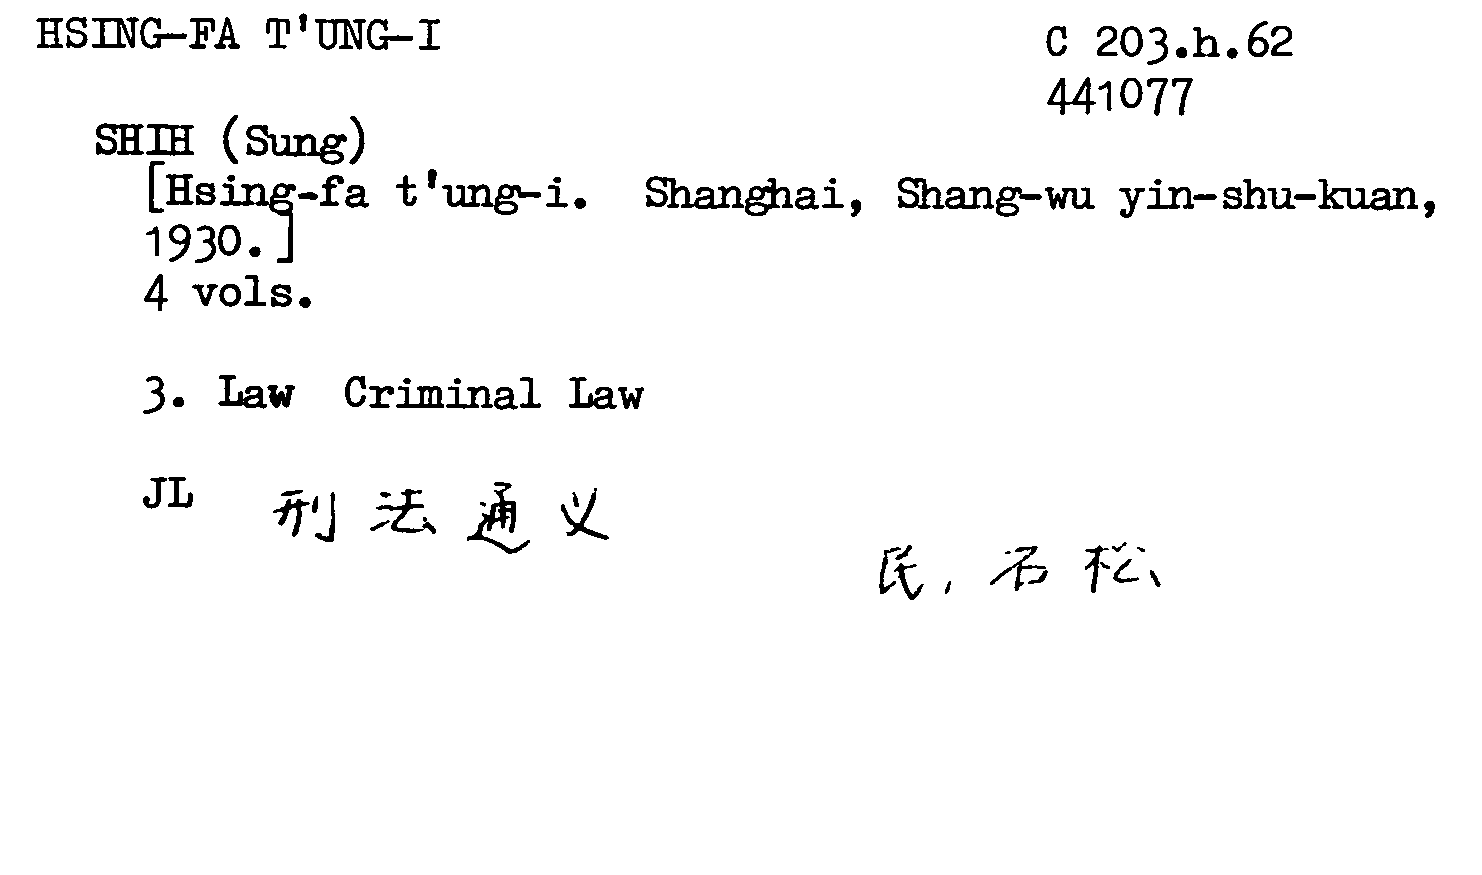 HSING-FA T'UNG-I
C 203.h.62
441077
SHIH (Sung)
[Hsing-fa t'ung-i. Shanghai, Shang-wu yin-shu-kuan,
1930.]
4 vols.
3. Law Criminal Law
JL 刑法通义
民, 石松